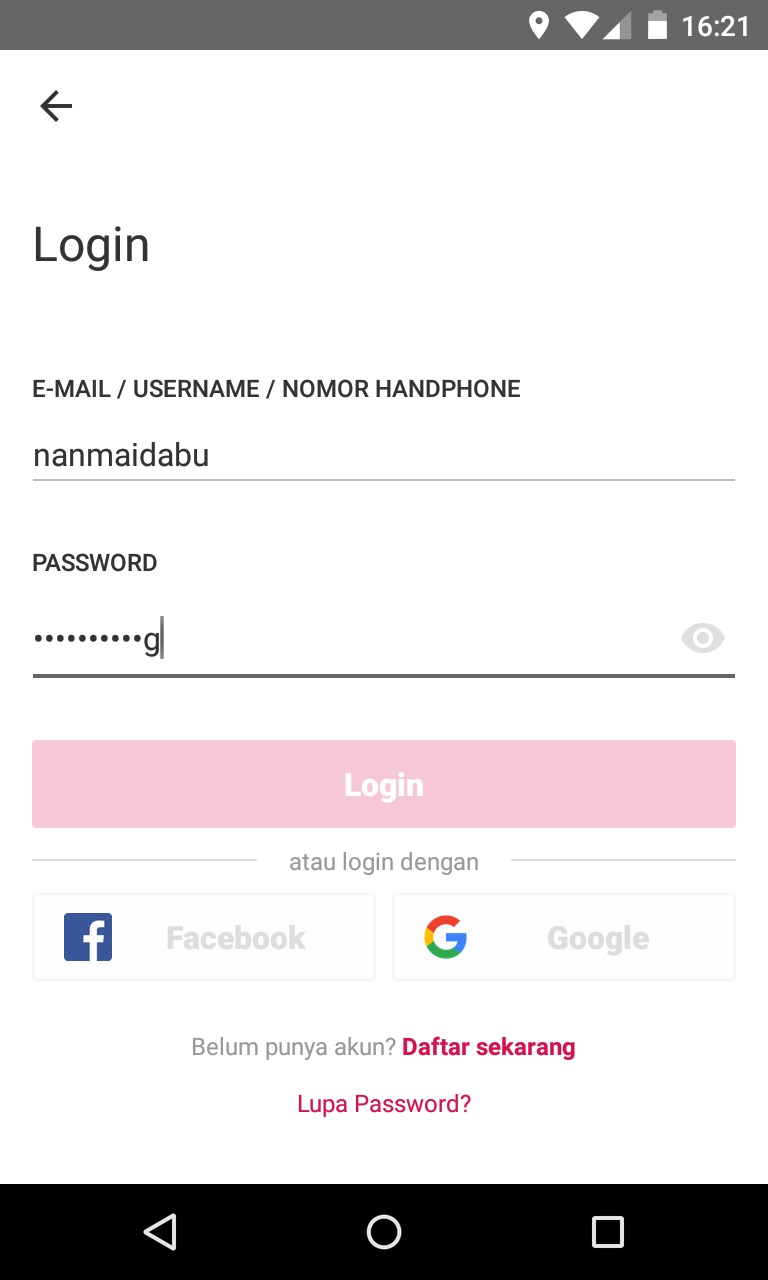 16:21
Login
E-MAIL / USERNAME / NOMOR HANDPHONE
nanmaidabu
PASSWORD
••••••••••g
Login
atau login dengan
Facebook
Google
Belum punya akun? Daftar sekarang
Lupa Password?